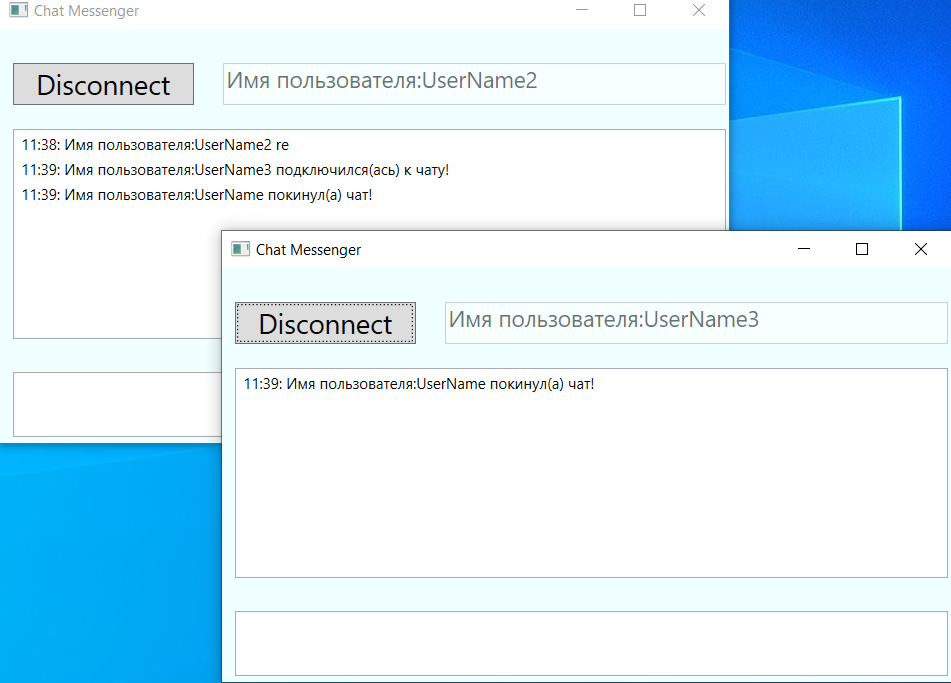 Chat Messenger
Disconnect
Имя пользователя:UserName2
11:38: Имя пользователя:UserName2 re
11:39: Имя пользователя:UserName3 подключился(ась) к чату!
11:39: Имя пользователя:UserName покинул(а) чат!
Chat Messenger
Disconnect
Имя пользователя:UserName3
11:39: Имя пользователя:UserName покинул(а) чат!